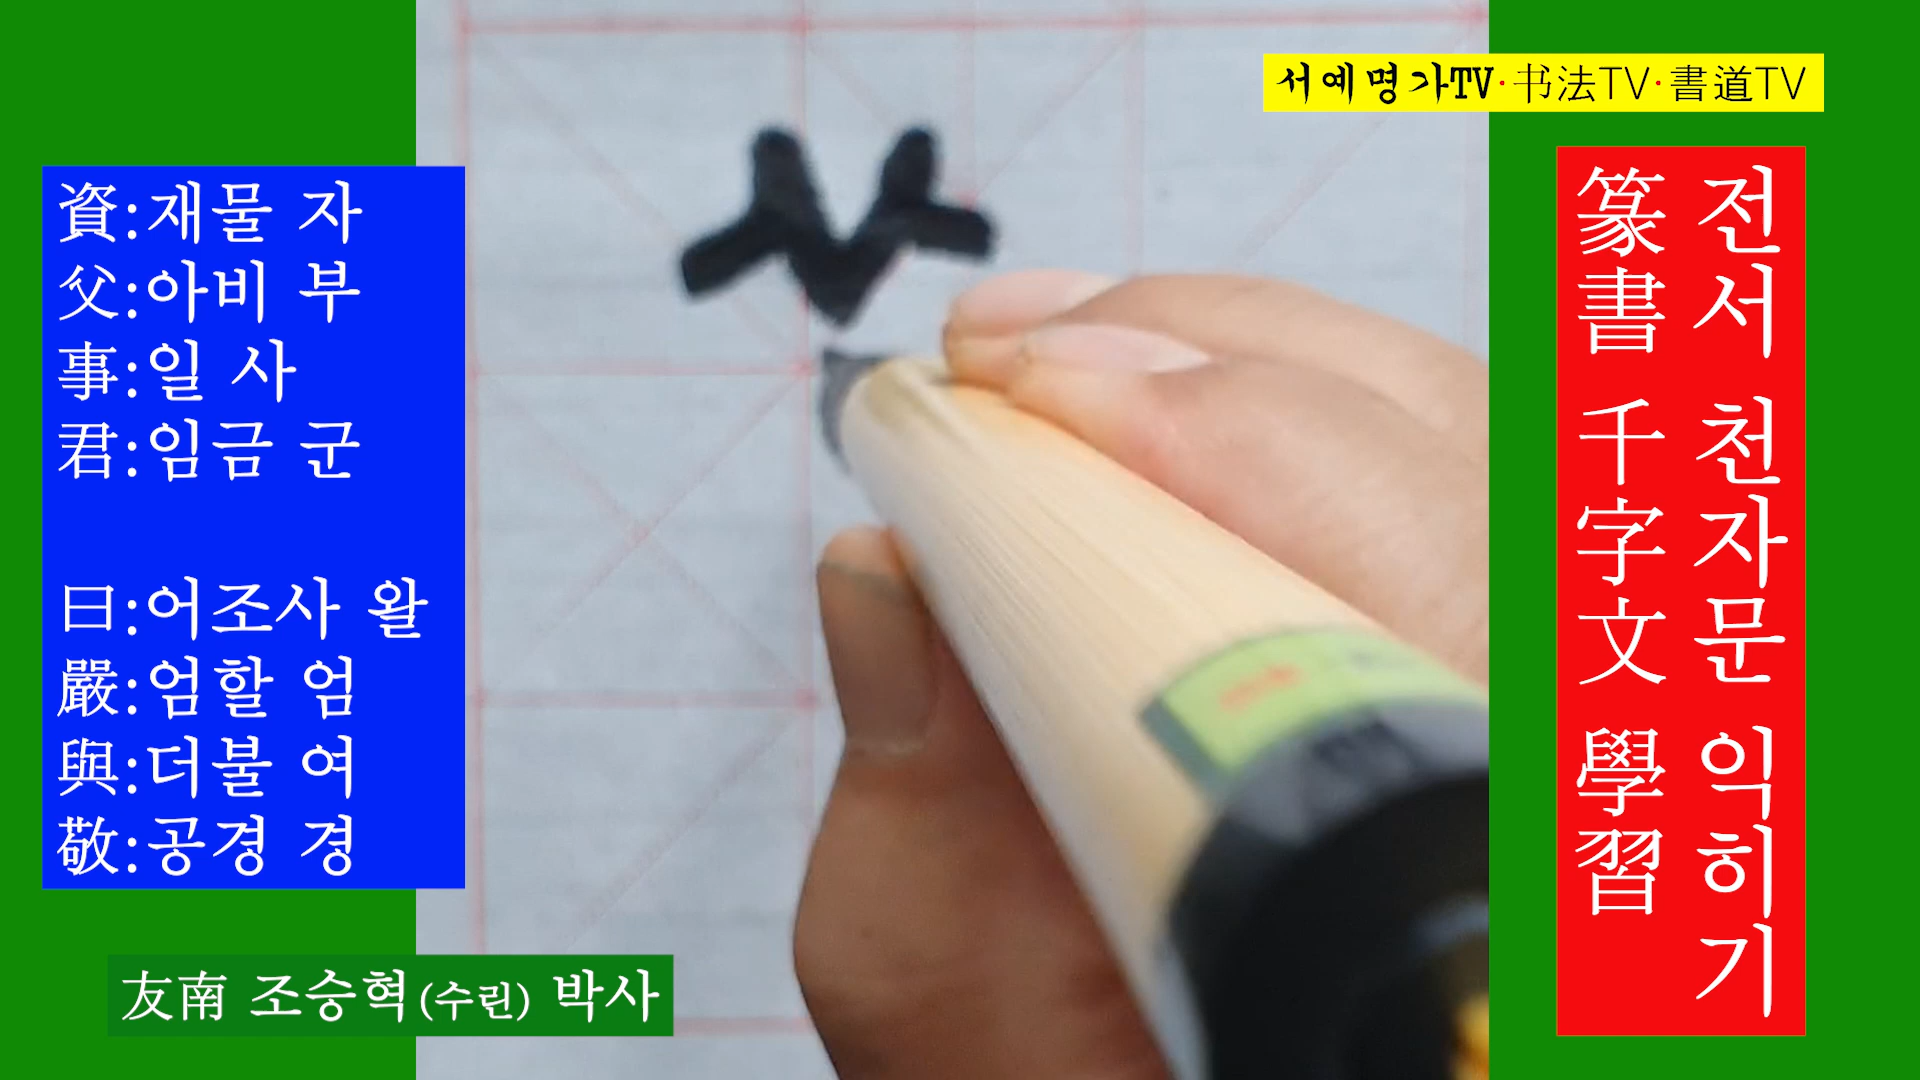 서예명가TV·书法TV·書道TV
資:재물 자
父:아비 부
事:일 사
君:임금 군
曰:어조사 왈
嚴:엄할 엄
與:더불 여
敬:공경 경
전서 천자문 익히기
篆書 千字文 學習
友南 조승혁(수린) 박사